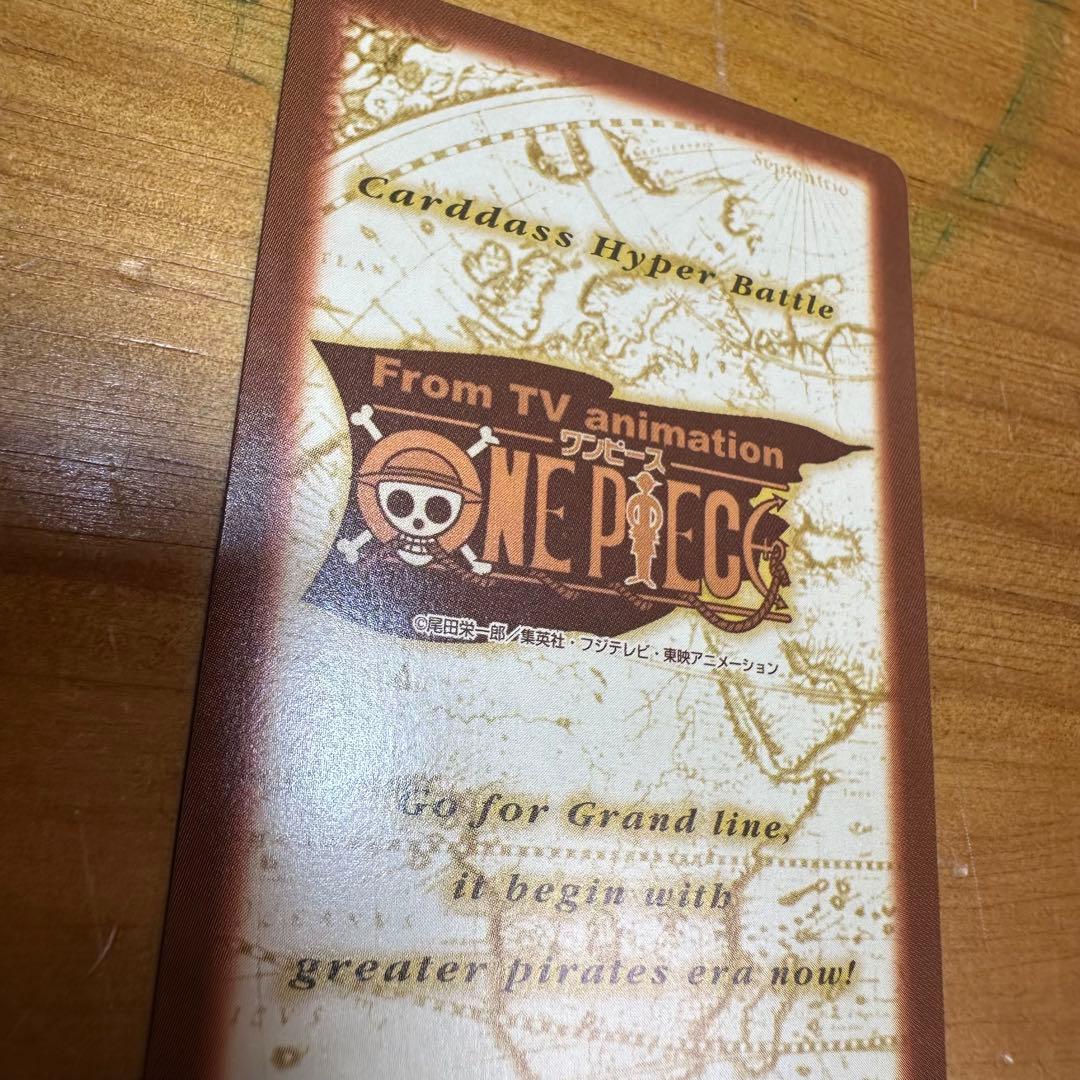 Septentrio
Carddass Hyper Battle
From TV animation
ワンピース
ONE PIECE
©尾田栄一郎／集英社・フジテレビ・東映アニメーション
Go for Grand line,
it begin with
greater pirates era now!